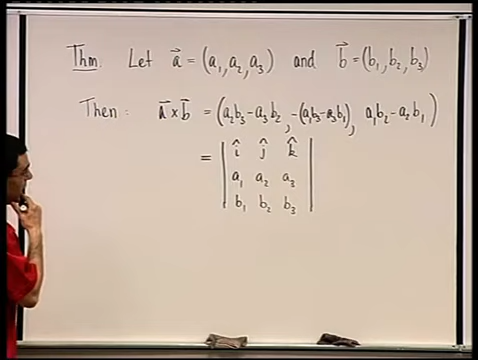 Thm. Let a⃗ = (a₁, a₂, a₃) and b⃗ = (b₁, b₂, b₃)
Then : a⃗ × b⃗ = (a₂b₃ - a₃b₂, -(a₁b₃ - a₃b₁), a₁b₂ - a₂b₁)
= | î ĵ k̂ |
a₁ a₂ a₃
b₁ b₂ b₃